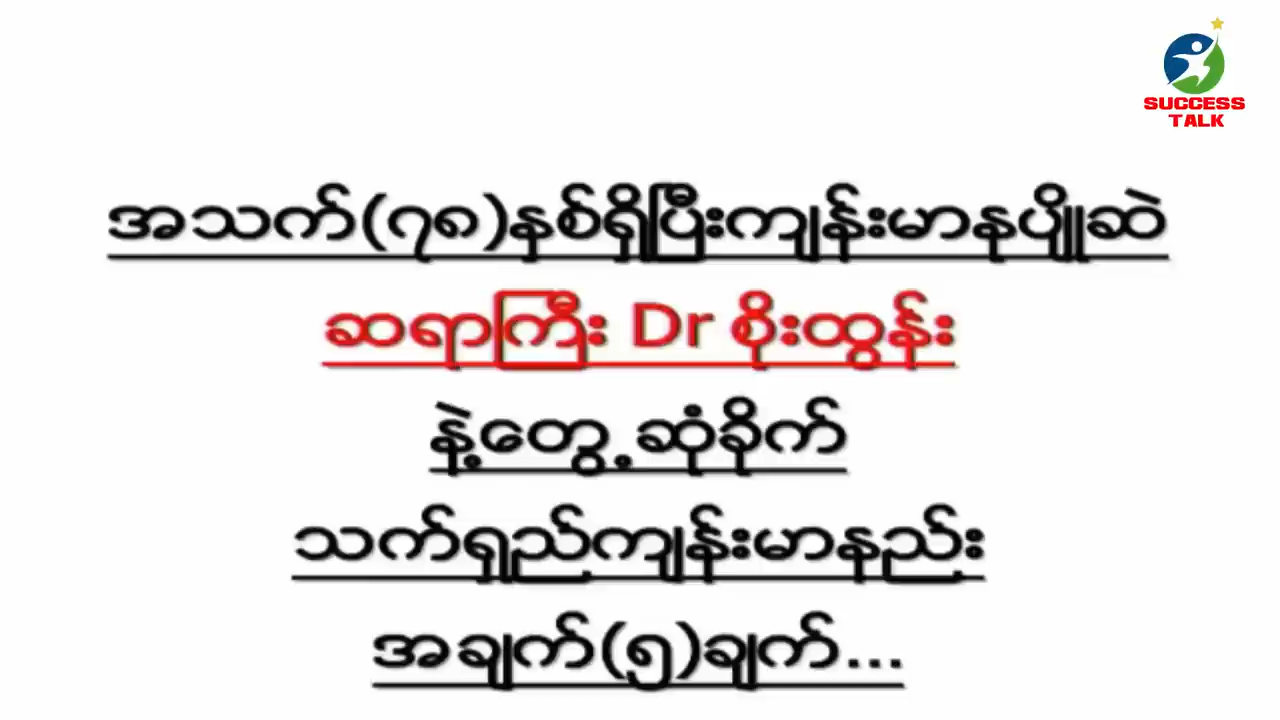 SUCCESS
TALK
အသက်(၇၈)နှစ်ရှိပြီးကျန်းမာနုပျိုဆဲ
ဆရာကြီး Dr စိုးထွန်း
နဲ့တွေ့ဆုံခိုက်
သက်ရှည်ကျန်းမာနည်း
အချက်(၅)ချက်...